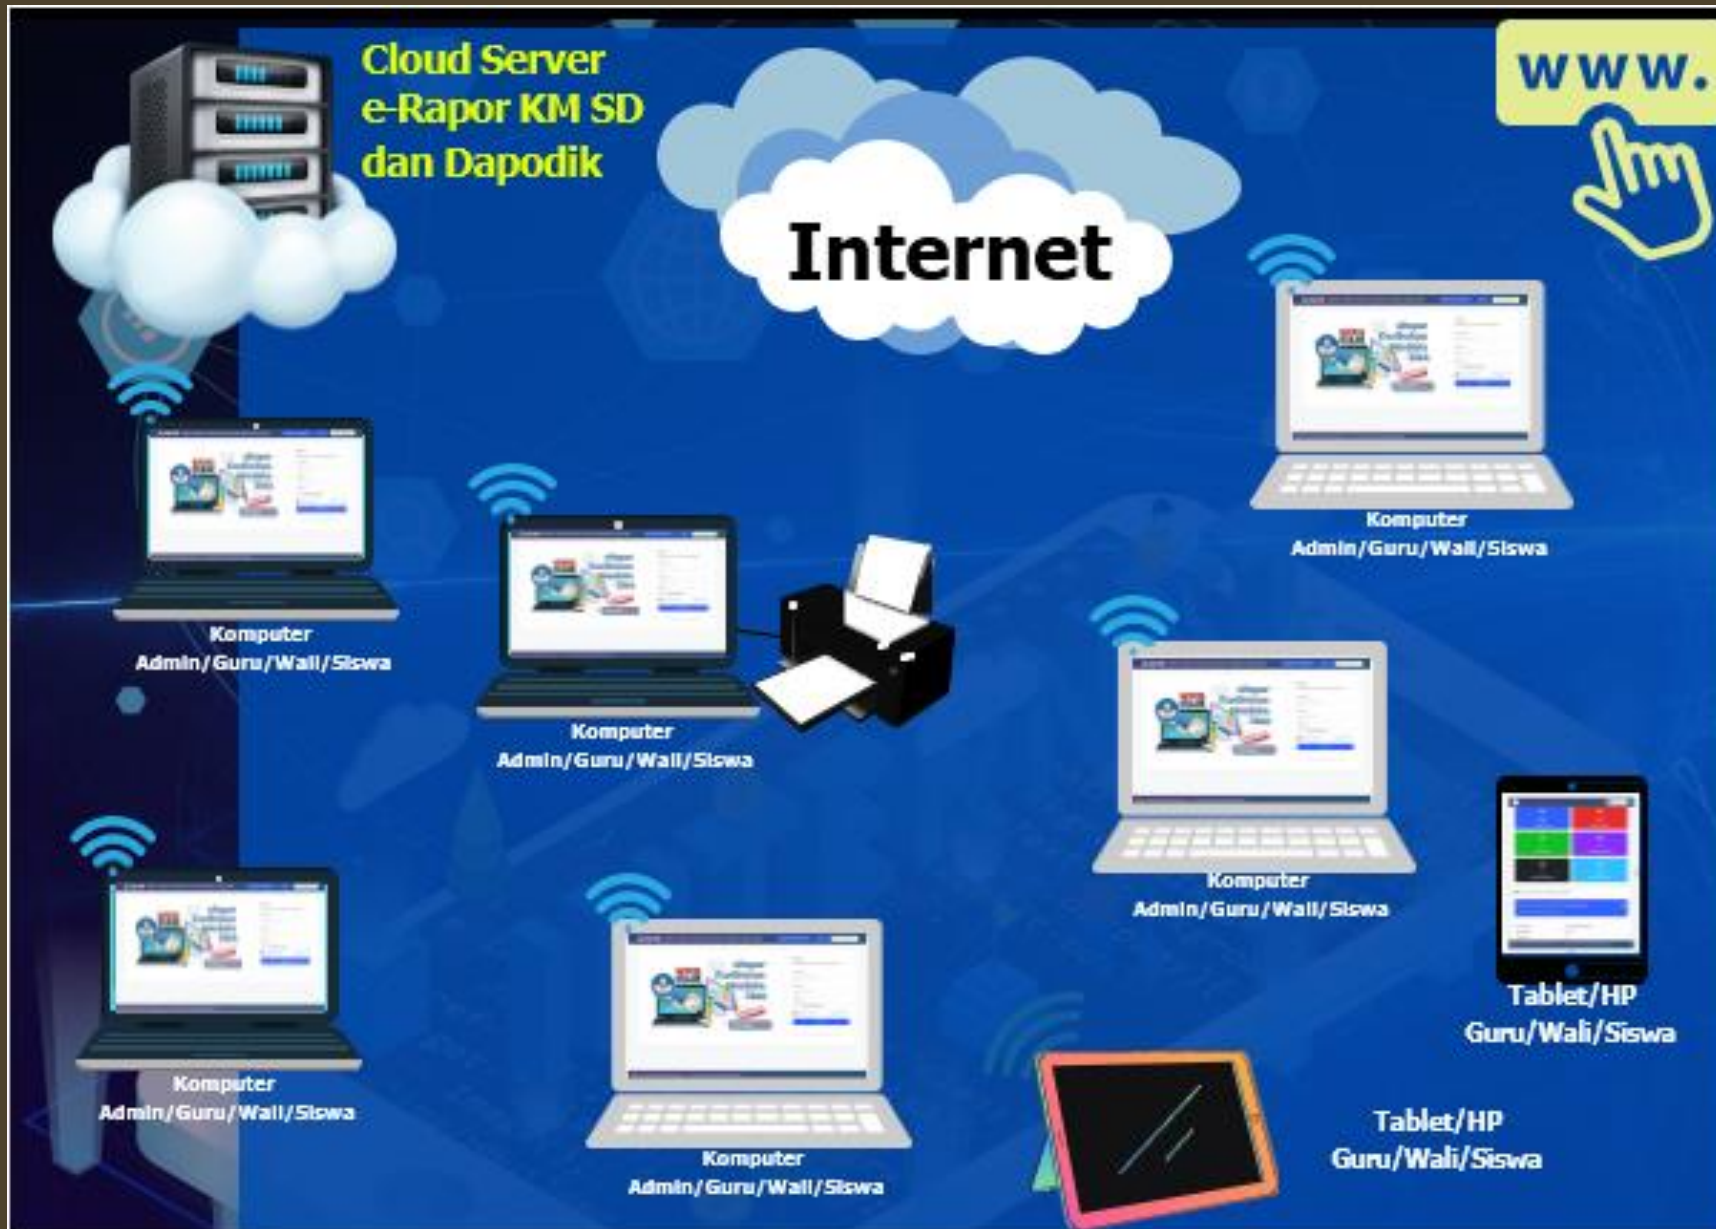 Cloud Server
e-Rapor KM SD
dan Dapodik
Internet
www.
Komputer
Admin/Guru/Wali/Siswa
Komputer
Admin/Guru/Wali/Siswa
Komputer
Admin/Guru/Wali/Siswa
Komputer
Admin/Guru/Wali/Siswa
Tablet/HP
Guru/Wali/Siswa
Komputer
Admin/Guru/Wali/Siswa
Komputer
Admin/Guru/Wali/Siswa
Tablet/HP
Guru/Wali/Siswa